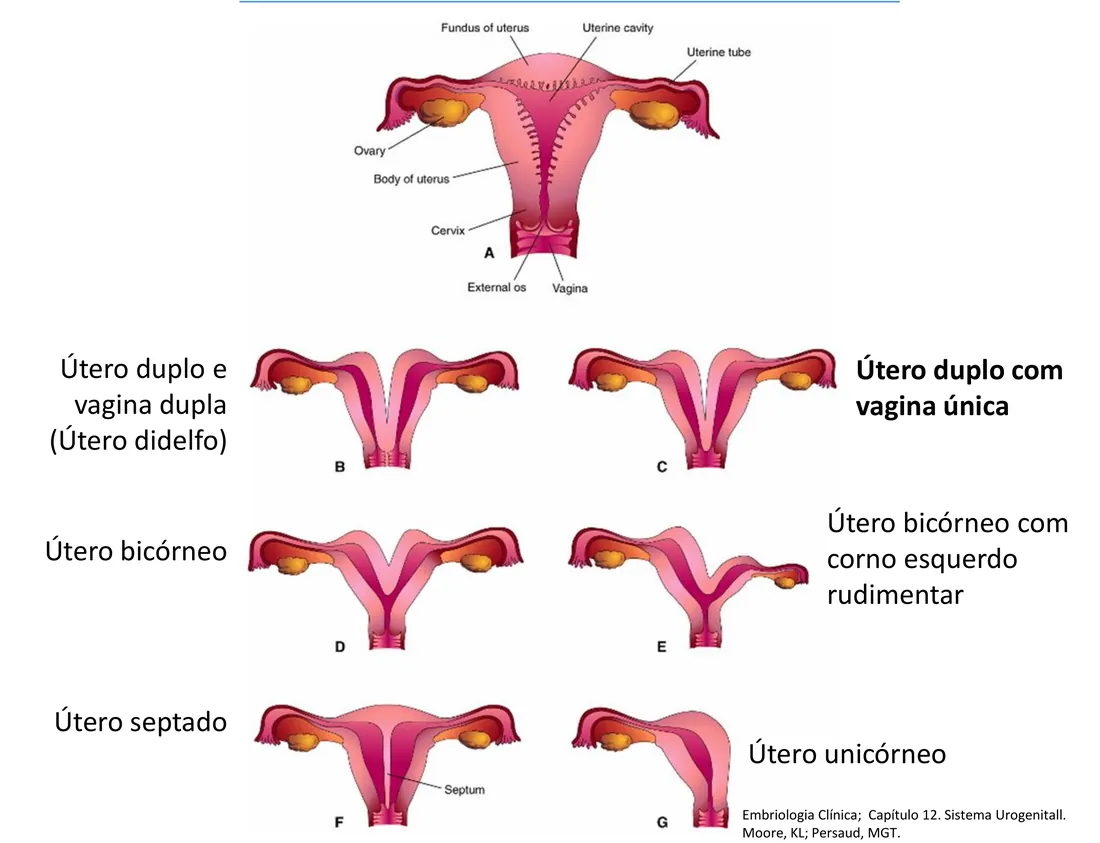 Fundus of uterus
Uterine cavity
Uterine tube
Ovary
Body of uterus
Cervix
A
External os
Vagina
Útero duplo e
vagina dupla
(Útero didelfo)
B
C
Útero duplo com
vagina única
Útero bicórneo
D
E
Útero bicórneo com
corno esquerdo
rudimentar
Útero septado
Septum
F
G
Útero unicórneo
Embriologia Clínica; Capítulo 12. Sistema Urogenitall.
Moore, KL; Persaud, MGT.